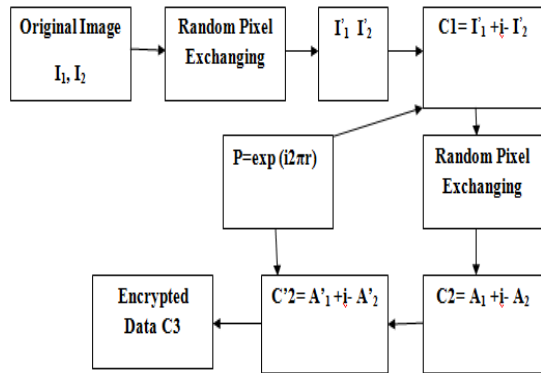 Original Image
I₁, I₂
Random Pixel
Exchanging
I'₁ I'₂
C1= I'₁ +i- I'₂
P=exp (i2πr)
Random Pixel
Exchanging
Encrypted
Data C3
C'2= A'₁ +i- A'₂
C2= A₁ +i- A₂